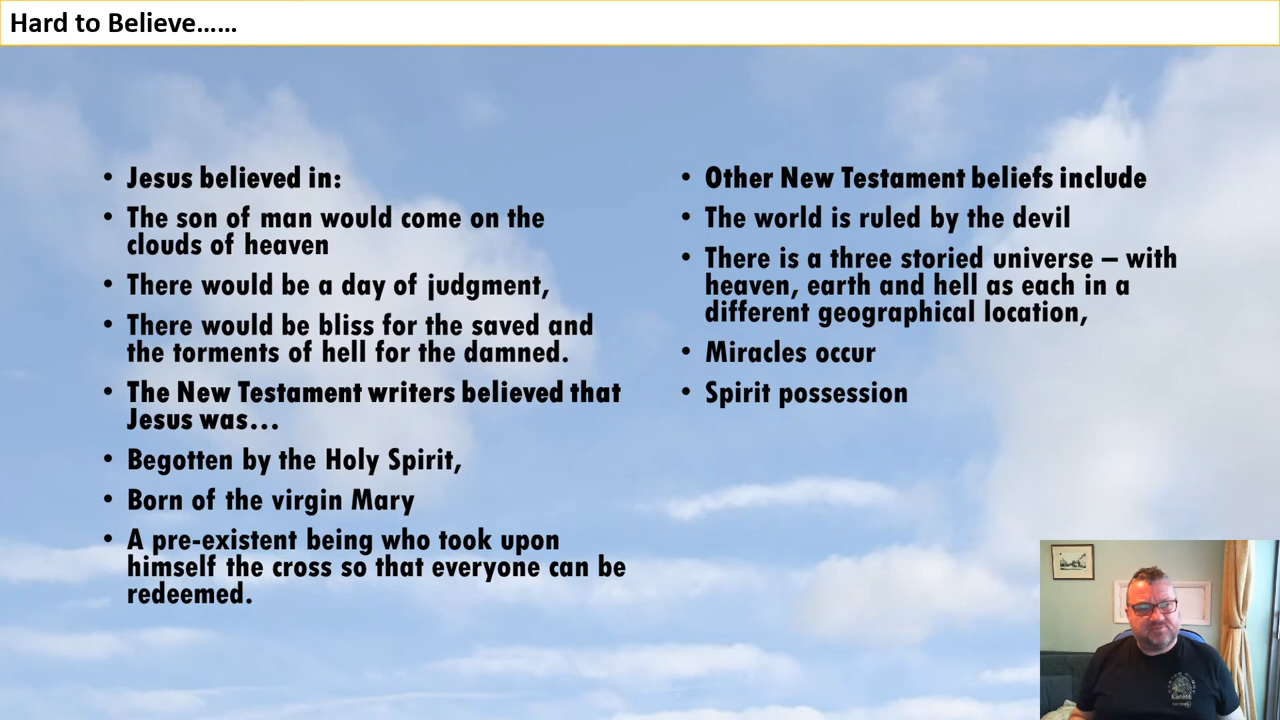 Hard to Believe……
• Jesus believed in:
• The son of man would come on the
clouds of heaven
• There would be a day of judgment,
• There would be bliss for the saved and
the torments of hell for the damned.
• The New Testament writers believed that
Jesus was…
• Begotten by the Holy Spirit,
• Born of the virgin Mary
• A pre-existent being who took upon
himself the cross so that everyone can be
redeemed.
• Other New Testament beliefs include
• The world is ruled by the devil
• There is a three storied universe – with
heaven, earth and hell as each in a
different geographical location,
• Miracles occur
• Spirit possession